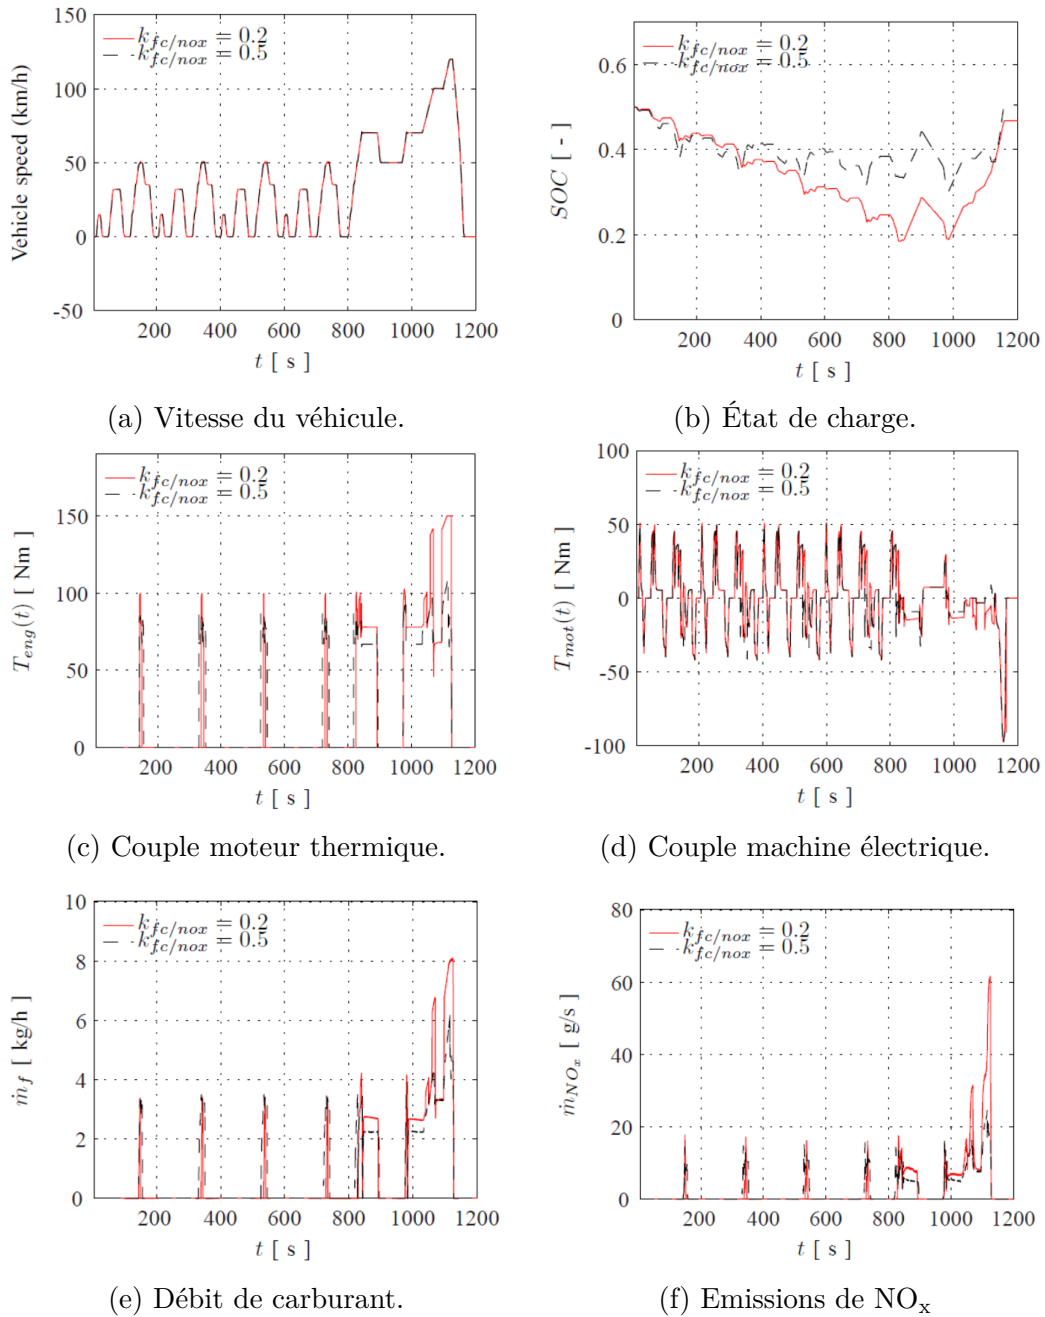 k_{fc/nox} = 0.2
k_{fc/nox} = 0.5
Vehicle speed (km/h)
150
100
50
0
-50
200 400 600 800 1000 1200
t [ s ]
(a) Vitesse du véhicule.
k_{fc/nox} = 0.2
k_{fc/nox} = 0.5
SOC [ - ]
0.6
0.4
0.2
0
200 400 600 800 1000 1200
t [ s ]
(b) État de charge.
k_{fc/nox} = 0.2
k_{fc/nox} = 0.5
T_{eng}(t) [ Nm ]
150
100
50
0
200 400 600 800 1000 1200
t [ s ]
(c) Couple moteur thermique.
k_{fc/nox} = 0.2
k_{fc/nox} = 0.5
T_{mot}(t) [ Nm ]
100
50
0
-50
-100
200 400 600 800 1000 1200
t [ s ]
(d) Couple machine électrique.
k_{fc/nox} = 0.2
k_{fc/nox} = 0.5
ṁ_f [ kg/h ]
10
8
6
4
2
0
200 400 600 800 1000 1200
t [ s ]
(e) Débit de carburant.
k_{fc/nox} = 0.2
k_{fc/nox} = 0.5
ṁ_{NO_x} [ g/s ]
80
60
40
20
0
200 400 600 800 1000 1200
t [ s ]
(f) Emissions de NO_x